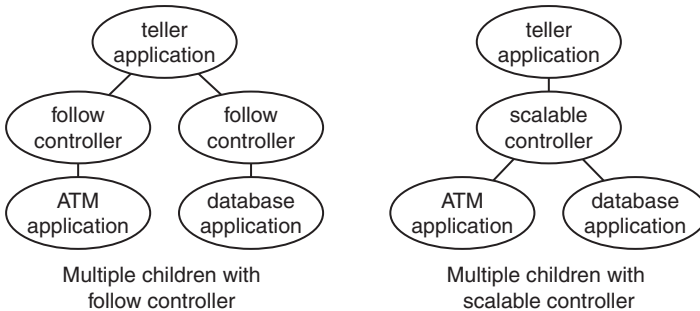 teller
application
follow
controller
follow
controller
ATM
application
database
application
Multiple children with
follow controller
teller
application
scalable
controller
ATM
application
database
application
Multiple children with
scalable controller